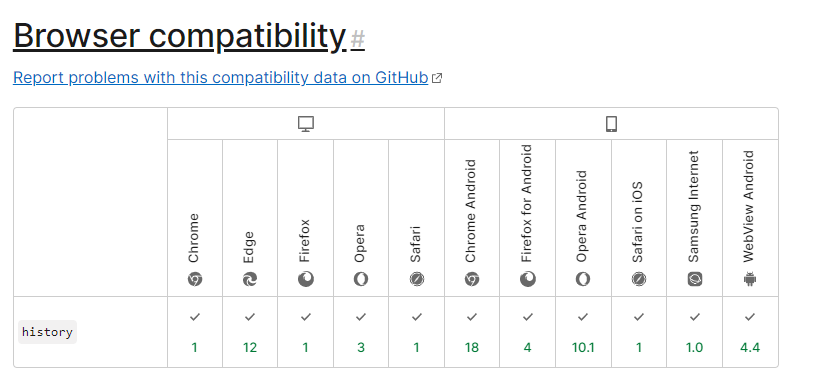 Browser compatibility #
Report problems with this compatibility data on GitHub
Chrome
Edge
Firefox
Opera
Safari
Chrome Android
Firefox for Android
Opera Android
Safari on iOS
Samsung Internet
WebView Android
history
✓ ✓ ✓ ✓ ✓ ✓ ✓ ✓ ✓ ✓ ✓
1 12 1 3 1 18 4 10.1 1 1.0 4.4